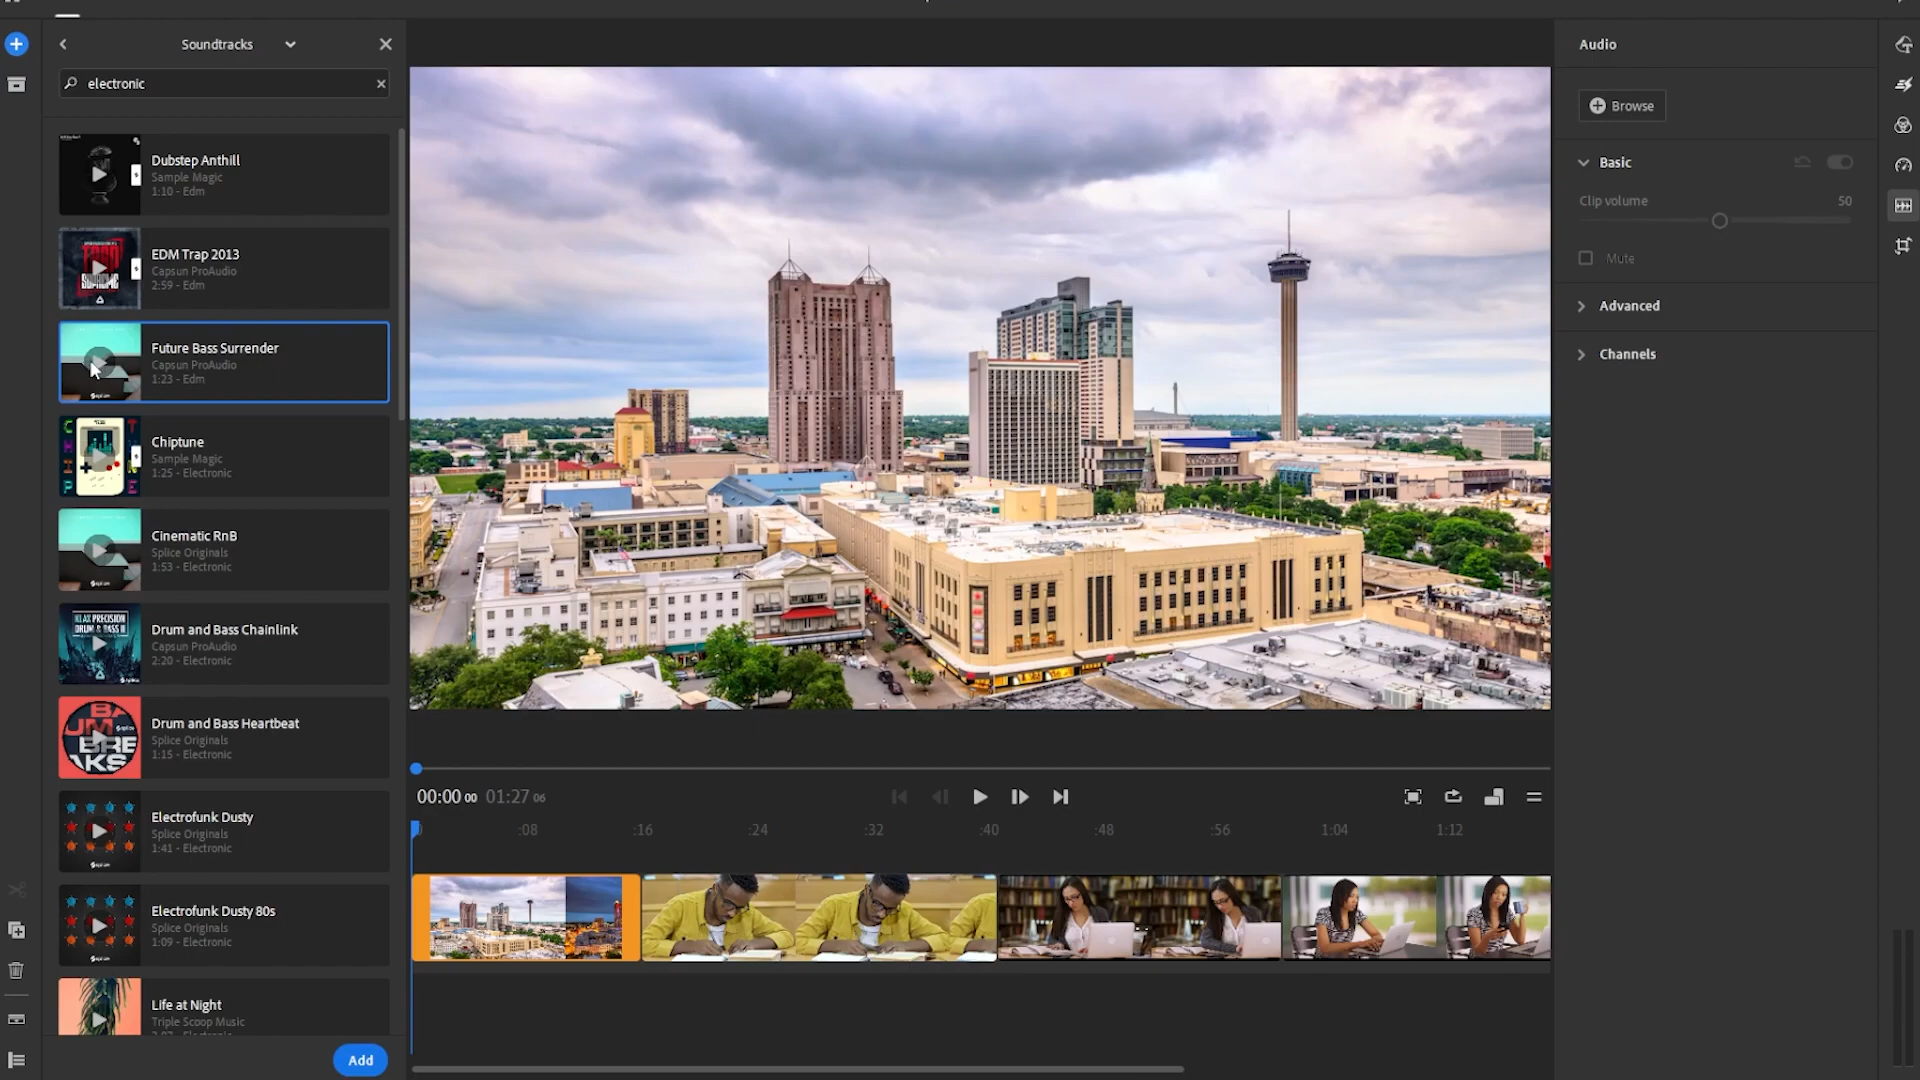 Soundtracks
electronic
Dubstep Anthill
Sample Magic
1:10 - Edm
EDM Trap 2013
Capsun ProAudio
2:59 - Edm
Future Bass Surrender
Capsun ProAudio
1:23 - Edm
Chiptune
Sample Magic
1:25 - Electronic
Cinematic RnB
Splice Originals
1:53 - Electronic
Drum and Bass Chainlink
Capsun ProAudio
2:20 - Electronic
Drum and Bass Heartbeat
Splice Originals
1:15 - Electronic
Electrofunk Dusty
Splice Originals
1:41 - Electronic
Electrofunk Dusty 80s
Splice Originals
1:09 - Electronic
Life at Night
Triple Scoop Music
Add
00:00 00 01:27 06
:08 :16 :24 :32 :40 :48 :56 1:04 1:12
Audio
Browse
Basic
Clip volume 50
Mute
Advanced
Channels